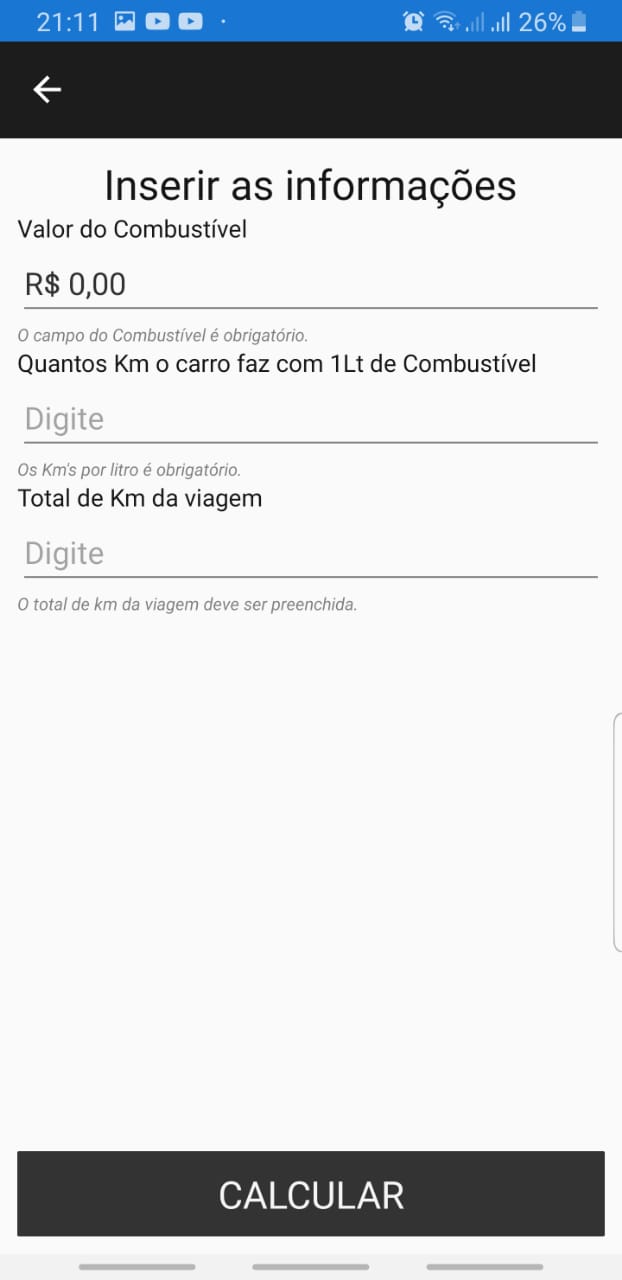 21:11
26%
Inserir as informações
Valor do Combustível
R$ 0,00
O campo do Combustível é obrigatório.
Quantos Km o carro faz com 1Lt de Combustível
Digite
Os Km's por litro é obrigatório.
Total de Km da viagem
Digite
O total de km da viagem deve ser preenchida.
CALCULAR